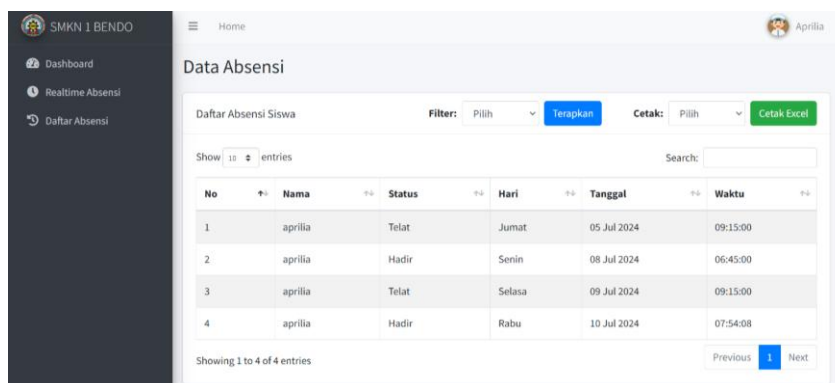 SMKN 1 BENDO
Home
Aprilia
Dashboard
Realtime Absensi
Daftar Absensi
Data Absensi
Daftar Absensi Siswa Filter: Pilih Terapkan Cetak: Pilih Cetak Excel
Show 10 entries Search:
No Nama Status Hari Tanggal Waktu
1 aprilia Telat Jumat 05 Jul 2024 09:15:00
2 aprilia Hadir Senin 08 Jul 2024 06:45:00
3 aprilia Telat Selasa 09 Jul 2024 09:15:00
4 aprilia Hadir Rabu 10 Jul 2024 07:54:08
Showing 1 to 4 of 4 entries Previous 1 Next